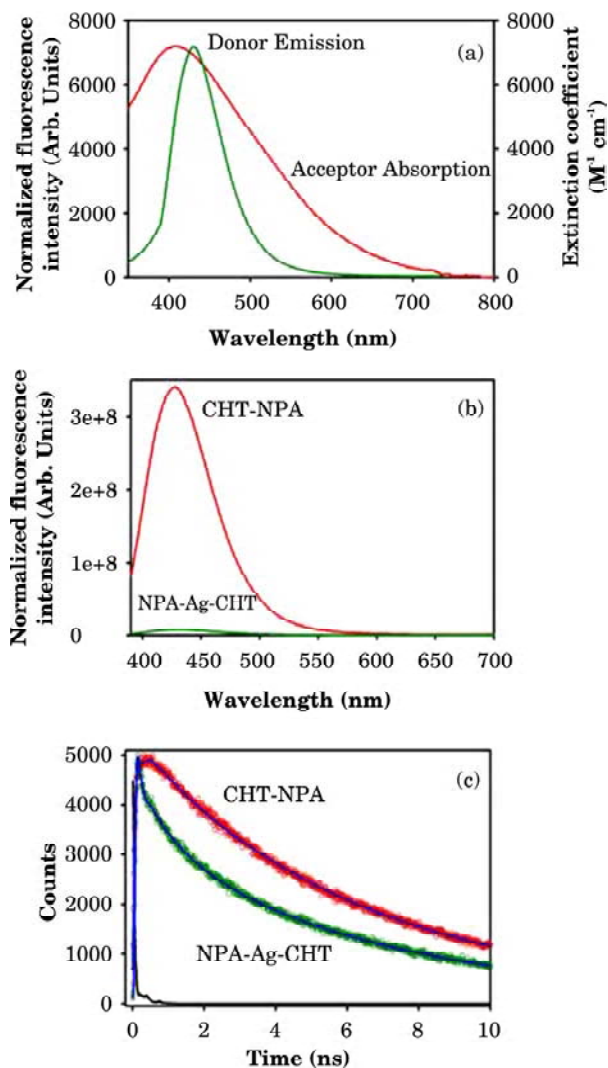 8000
6000
4000
2000
0
Normalized fluorescence
intensity (Arb. Units)
Donor Emission
(a)
Acceptor Absorption
8000
6000
4000
2000
0
Extinction coefficient
(M⁻¹ cm⁻¹)
400 500 600 700 800
Wavelength (nm)
3e+8
2e+8
1e+8
0
Normalized fluorescence
intensity (Arb. Units)
CHT-NPA
(b)
NPA-Ag-CHT
400 450 500 550 600 650 700
Wavelength (nm)
5000
4000
3000
2000
1000
0
Counts
CHT-NPA
(c)
NPA-Ag-CHT
0 2 4 6 8 10
Time (ns)